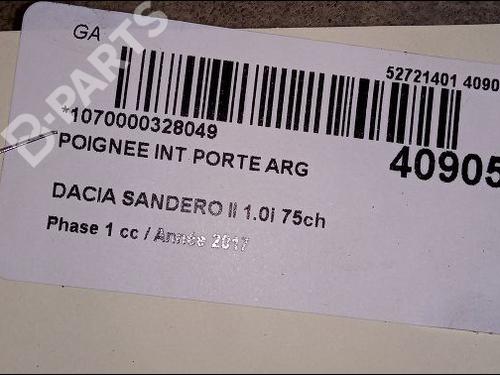 GA
52721401 4090
*1070000328049
POIGNEE INT PORTE ARG
40905
DACIA SANDERO II 1.0i 75ch
Phase 1 cc / Année 2017
B-PARTS